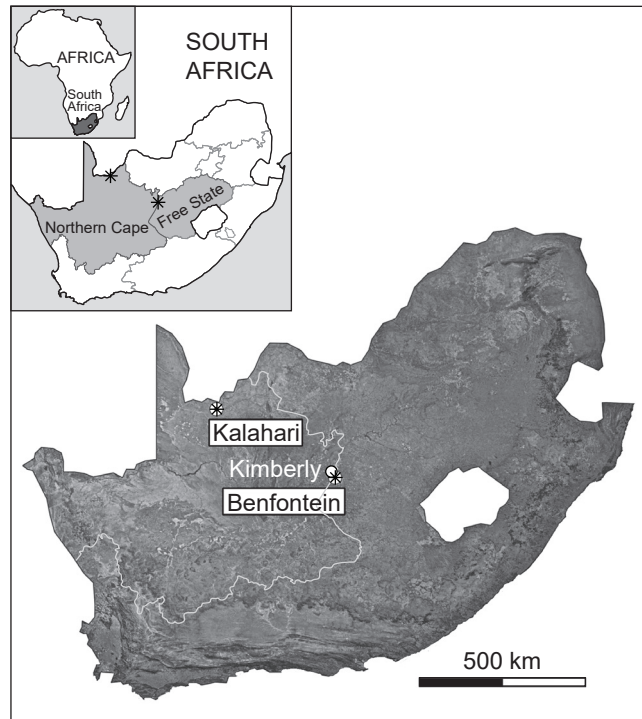 AFRICA
South
Africa
SOUTH
AFRICA
Northern Cape
Free State
Kalahari
Kimberly
Benfontein
500 km